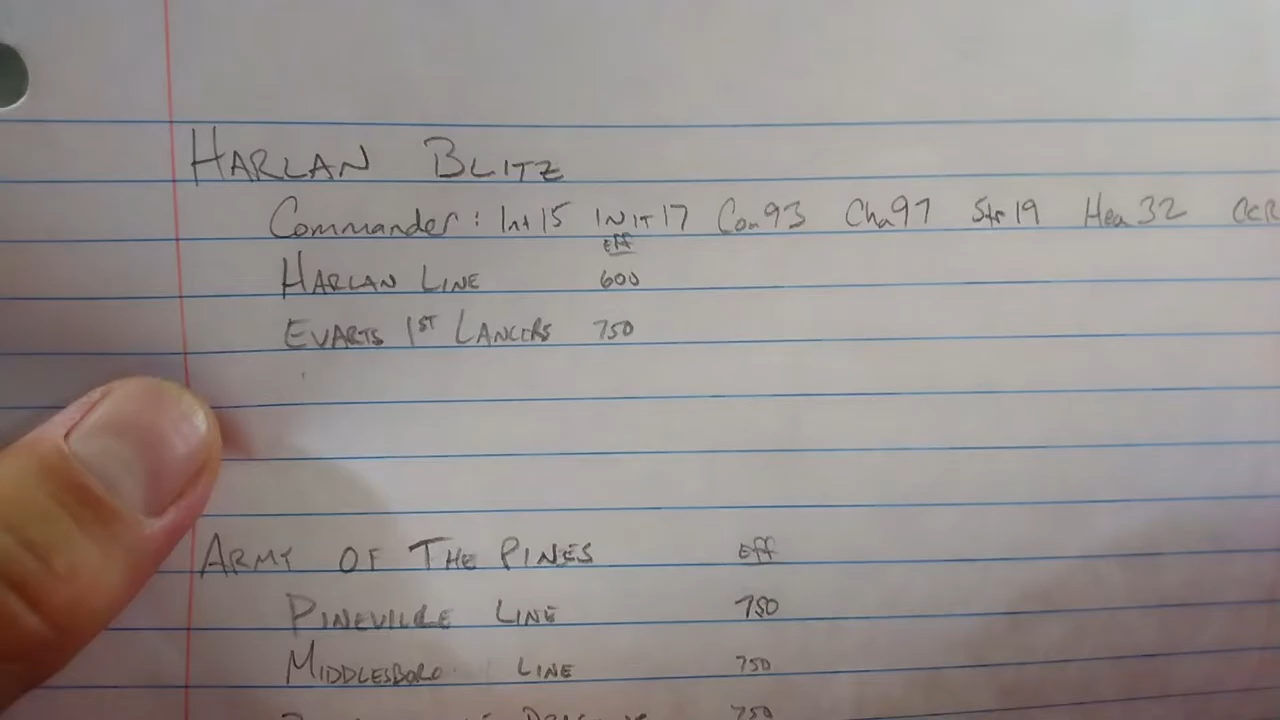 HARLAN BLITZ
Commander: Int 15 INIT 17 Con 93 Cha 97 Str 19 Hea 32
Eff
HARLAN LINE 600
EVARTS 1ST LANCERS 750
ARMY OF THE PINES Eff
PINEVILLE LINE 750
MIDDLESBORO LINE 750
750